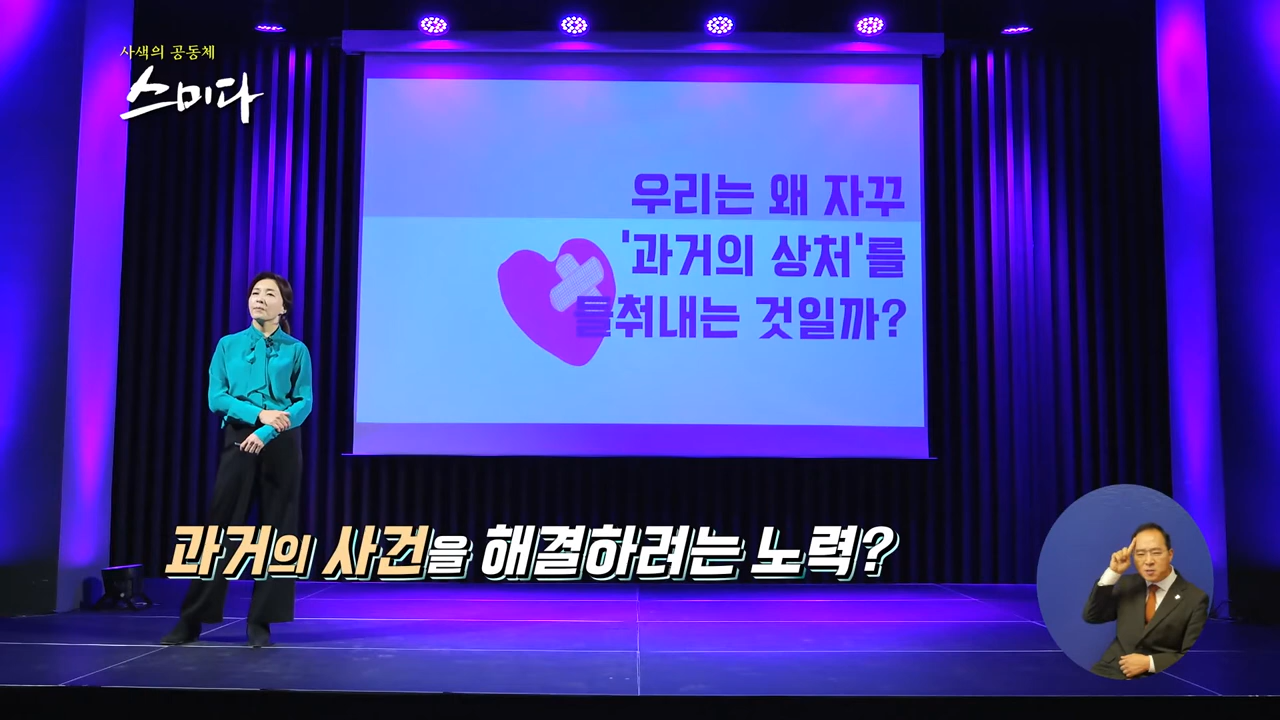 사색의 공동체
스미다
우리는 왜 자꾸
'과거의 상처'를
들춰내는 것일까?
과거의 사건을 해결하려는 노력?